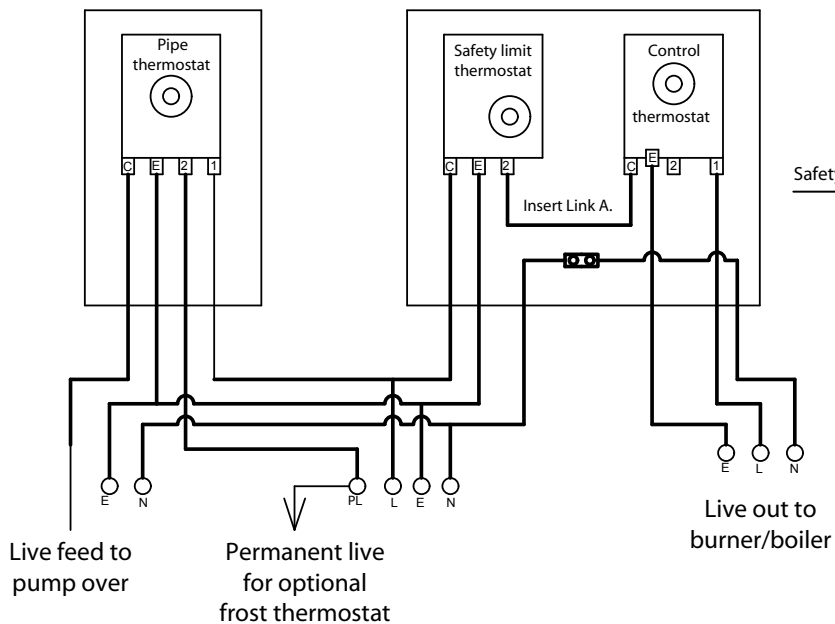 Pipe
thermostat
Safety limit
thermostat
Control
thermostat
C E 2 1
C E 2
C E 2 1
Safety
Insert Link A.
E N
PL L E N
E L N
Live feed to
pump over
Permanent live
for optional
frost thermostat
Live out to
burner/boiler